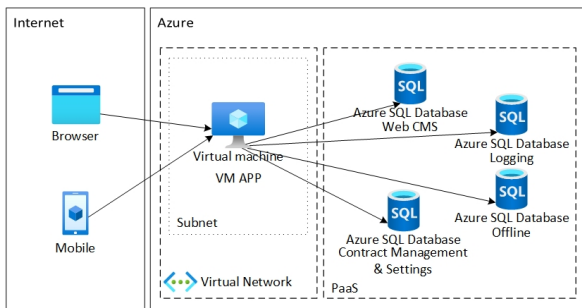 Internet
Azure
Browser
Mobile
Virtual machine
VM APP
Subnet
Virtual Network
SQL
Azure SQL Database
Web CMS
SQL
Azure SQL Database
Logging
SQL
Azure SQL Database
Offline
SQL
Azure SQL Database
Contract Management
& Settings
PaaS